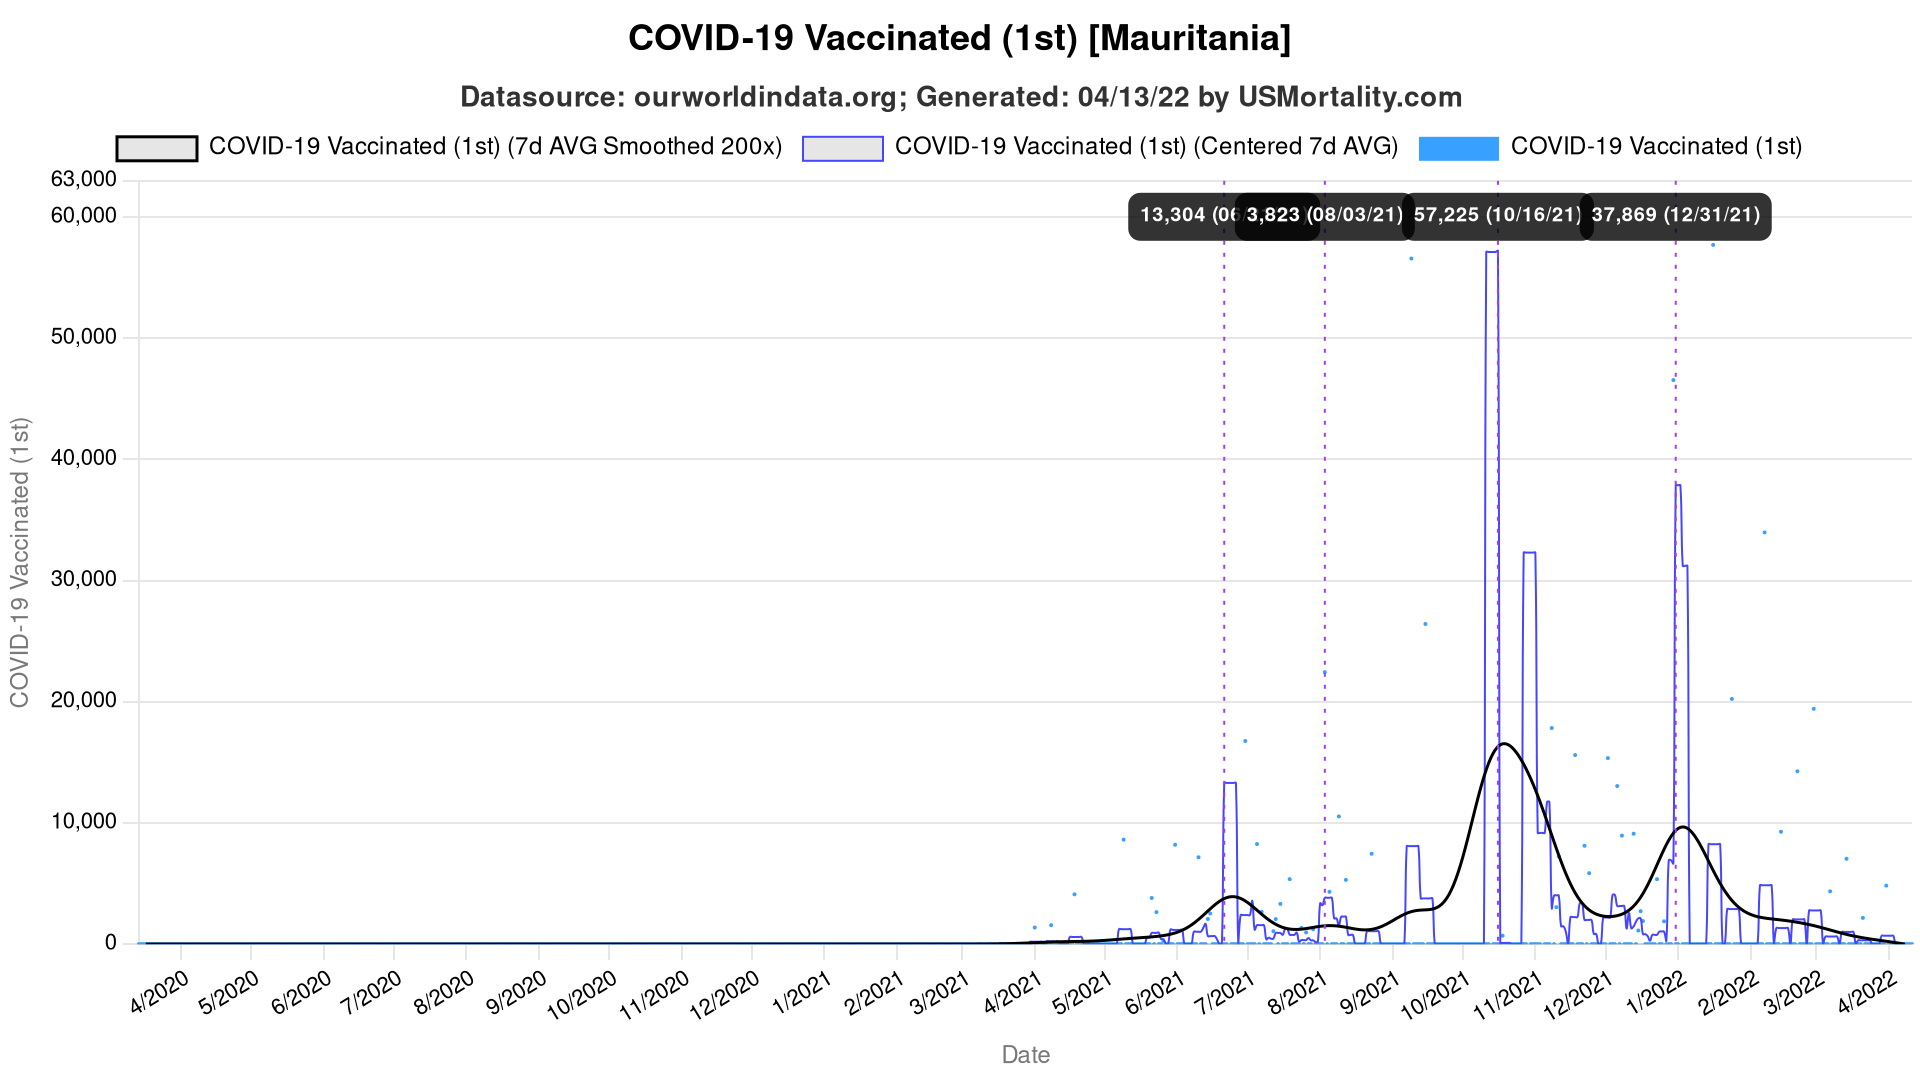 COVID-19 Vaccinated (1st) [Mauritania]
Datasource: ourworldindata.org; Generated: 04/13/22 by USMortality.com
COVID-19 Vaccinated (1st) (7d AVG Smoothed 200x) COVID-19 Vaccinated (1st) (Centered 7d AVG) COVID-19 Vaccinated (1st)
63,000
60,000
13,304 (06 3,823 (08/03/21) 57,225 (10/16/21) 37,869 (12/31/21)
50,000
40,000
30,000
20,000
10,000
0
COVID-19 Vaccinated (1st)
4/2020 5/2020 6/2020 7/2020 8/2020 9/2020 10/2020 11/2020 12/2020 1/2021 2/2021 3/2021 4/2021 5/2021 6/2021 7/2021 8/2021 9/2021 10/2021 11/2021 12/2021 1/2022 2/2022 3/2022 4/2022
Date